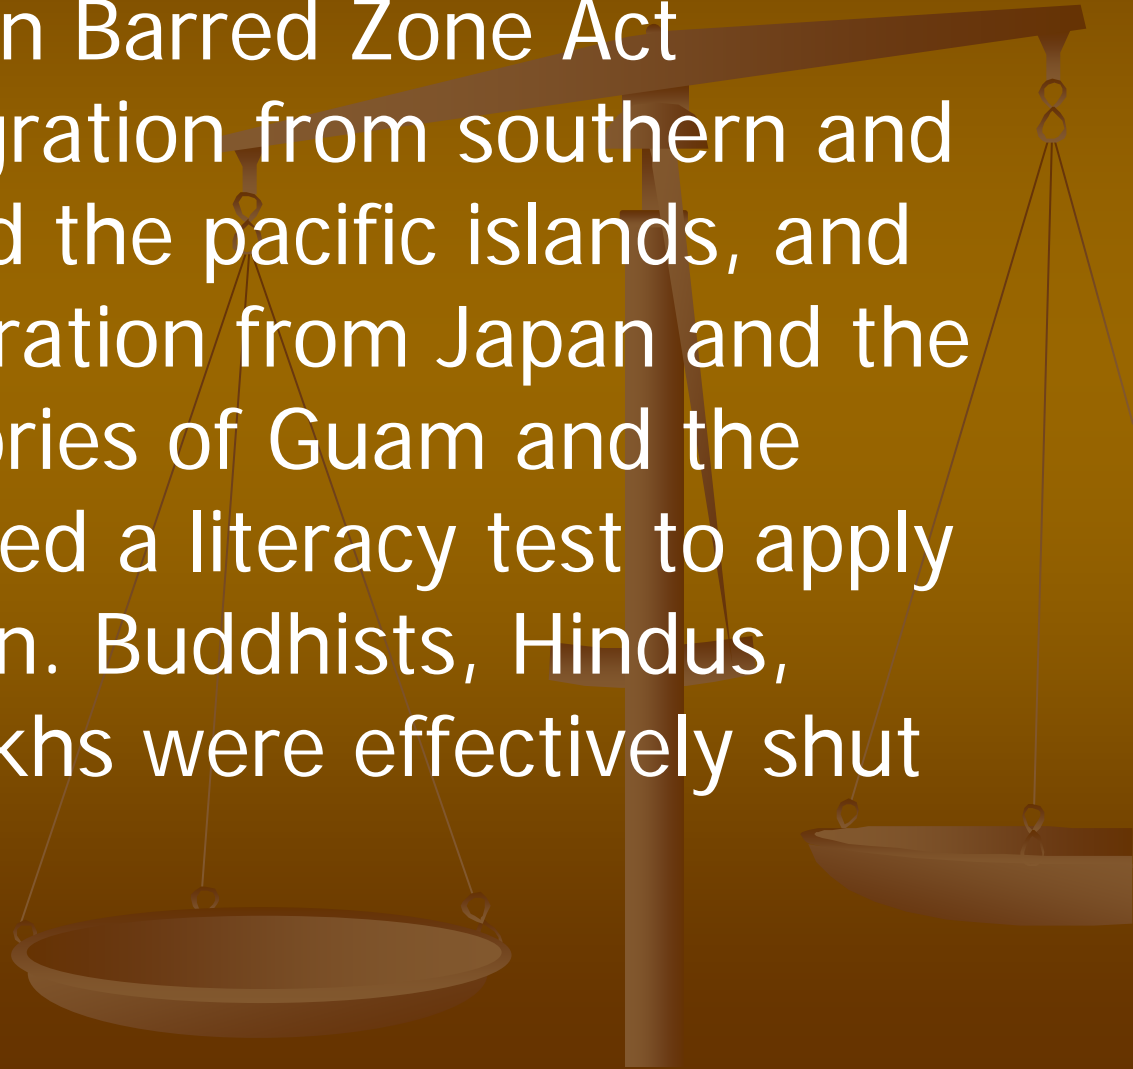 n Barred Zone Act
gration from southern and
d the pacific islands, and
ration from Japan and the
ories of Guam and the
ed a literacy test to apply
n. Buddhists, Hindus,
khs were effectively shut